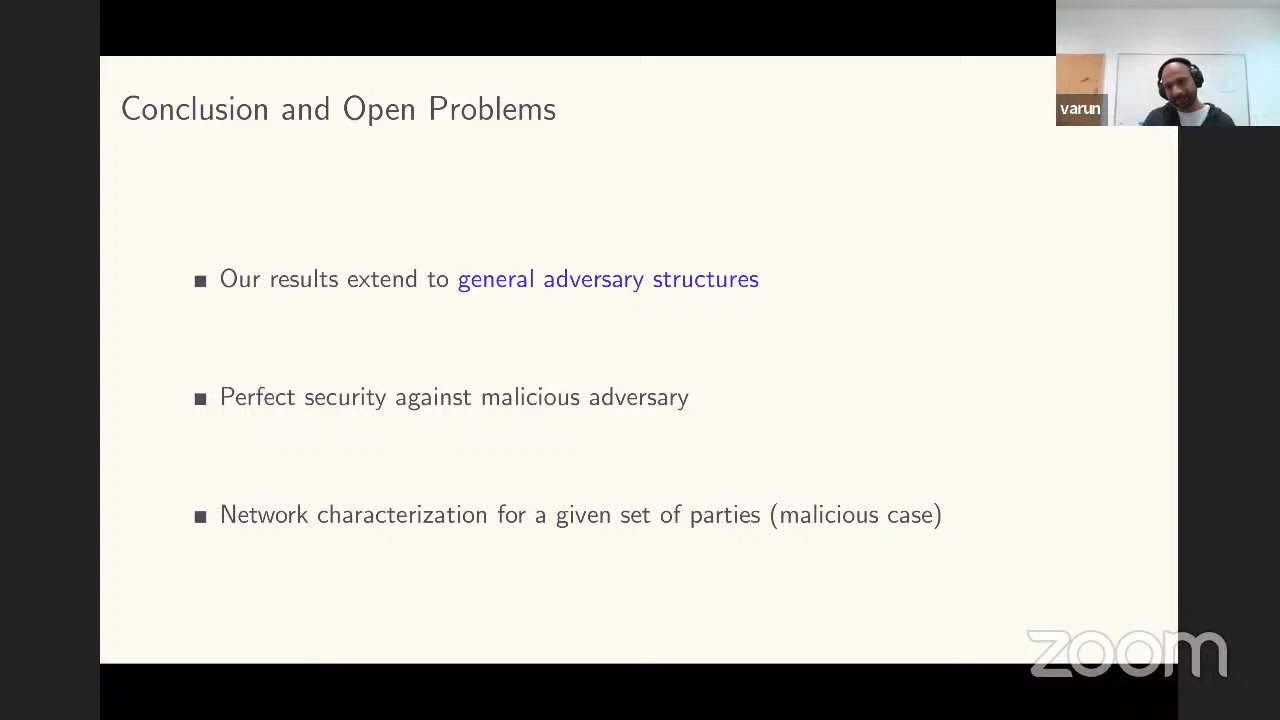 Conclusion and Open Problems
varun
■ Our results extend to general adversary structures
■ Perfect security against malicious adversary
■ Network characterization for a given set of parties (malicious case)
zoom